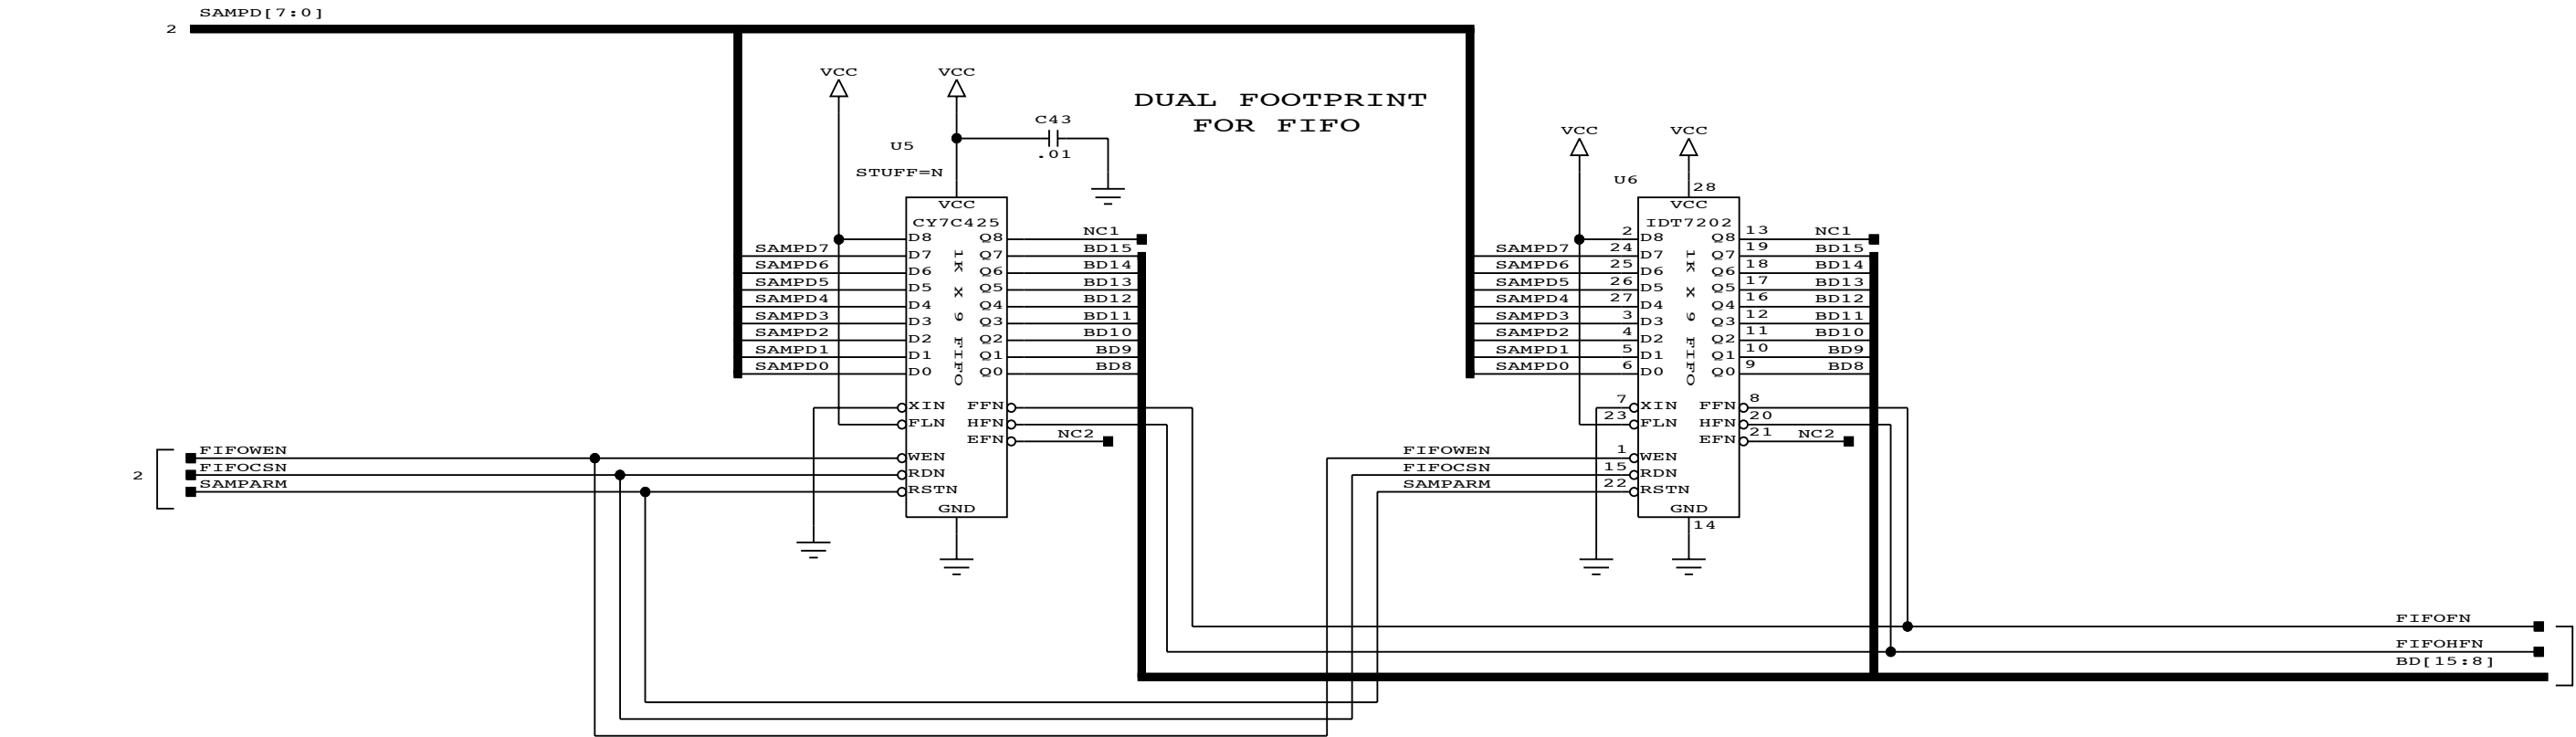 SAMPD[7:0]
2
VCC
VCC
DUAL FOOTPRINT
FOR FIFO
C43
.01
U5
STUFF=N
VCC
CY7C425
1K X 9 FIFO
SAMPD7
SAMPD6
SAMPD5
SAMPD4
SAMPD3
SAMPD2
SAMPD1
SAMPD0
D8
D7
D6
D5
D4
D3
D2
D1
D0
Q8
Q7
Q6
Q5
Q4
Q3
Q2
Q1
Q0
NC1
BD15
BD14
BD13
BD12
BD11
BD10
BD9
BD8
XIN
FLN
WEN
RDN
RSTN
FFN
HFN
EFN
NC2
GND
2
FIFOWEN
FIFOCSN
SAMPARM
VCC
VCC
U6
28
VCC
IDT7202
1K X 9 FIFO
SAMPD7
SAMPD6
SAMPD5
SAMPD4
SAMPD3
SAMPD2
SAMPD1
SAMPD0
2
24
25
26
27
3
4
5
6
D8
D7
D6
D5
D4
D3
D2
D1
D0
Q8
Q7
Q6
Q5
Q4
Q3
Q2
Q1
Q0
13
19
18
17
16
12
11
10
9
NC1
BD15
BD14
BD13
BD12
BD11
BD10
BD9
BD8
7
23
XIN
FLN
FFN
HFN
EFN
8
20
21
NC2
FIFOWEN
FIFOCSN
SAMPARM
1
15
22
WEN
RDN
RSTN
GND
14
FIFOFN
FIFOHFN
BD[15:8]